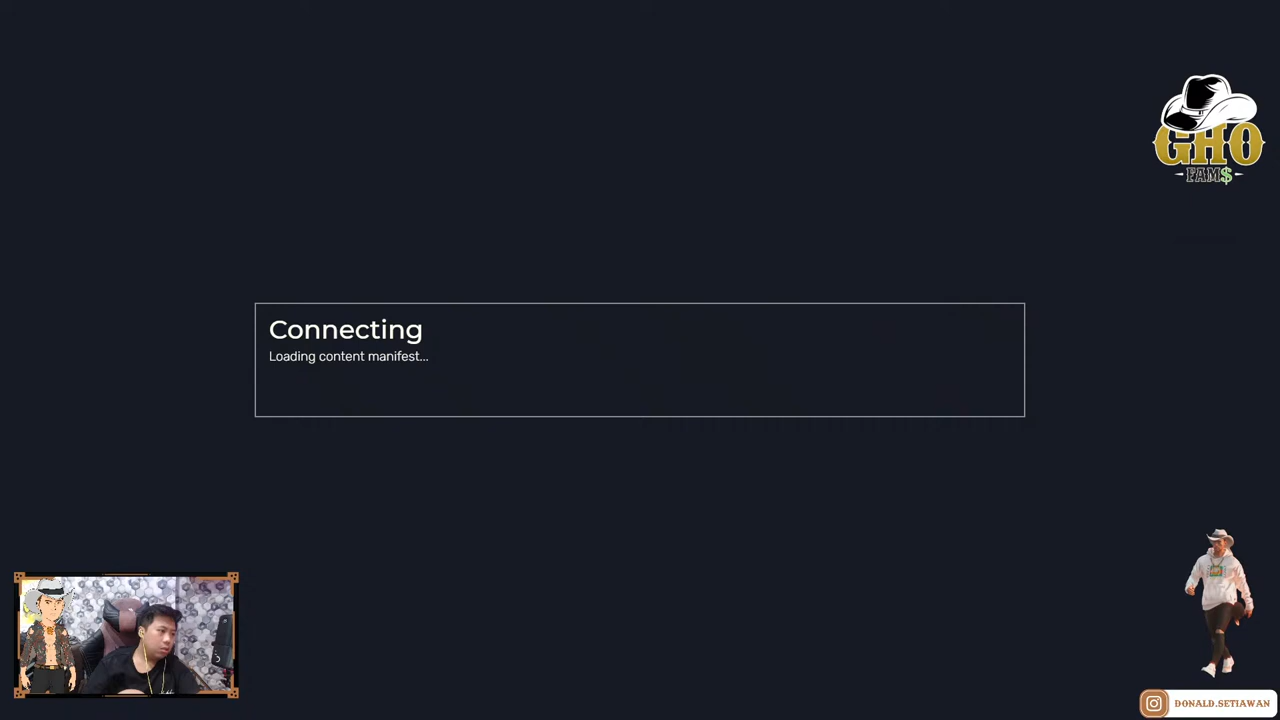 GHO
FAM$
Connecting
Loading content manifest...
DONALD.SETIAWAN